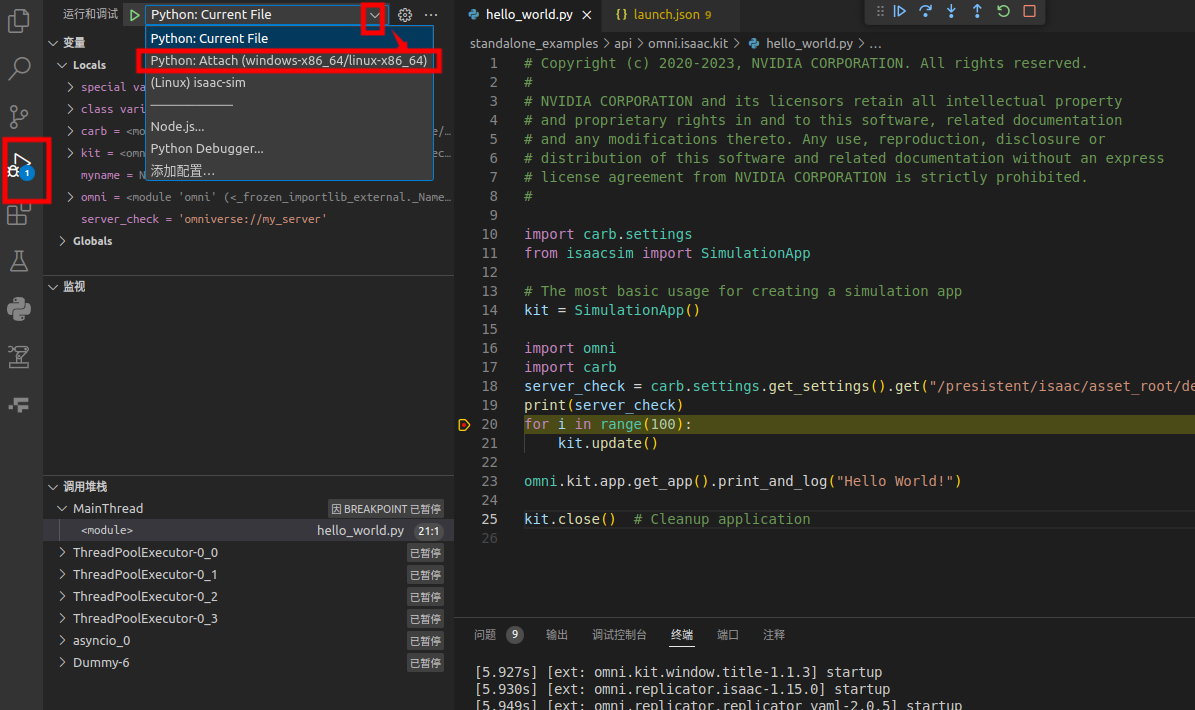 运行和调试 Python: Current File
Python: Current File
Python: Attach (windows-x86_64/linux-x86_64)
(Linux) isaac-sim
Node.js...
Python Debugger...
添加配置...
变量
Locals
special va
class vari
carb = <mo
e/…
kit = <omn
ec…
myname = N
omni = <module 'omni' (<_frozen_importlib_external._Name…
server_check = 'omniverse://my_server'
Globals
监视
调用堆栈
MainThread 因 BREAKPOINT 已暂停
<module> hello_world.py 21:1
ThreadPoolExecutor-0_0 已暂停
ThreadPoolExecutor-0_1 已暂停
ThreadPoolExecutor-0_2 已暂停
ThreadPoolExecutor-0_3 已暂停
asyncio_0 已暂停
Dummy-6 已暂停
1
hello_world.py launch.json 9
standalone_examples > api > omni.isaac.kit > hello_world.py > ...
1 # Copyright (c) 2020-2023, NVIDIA CORPORATION. All rights reserved.
2 #
3 # NVIDIA CORPORATION and its licensors retain all intellectual property
4 # and proprietary rights in and to this software, related documentation
5 # and any modifications thereto. Any use, reproduction, disclosure or
6 # distribution of this software and related documentation without an express
7 # license agreement from NVIDIA CORPORATION is strictly prohibited.
8 #
9
10 import carb.settings
11 from isaacsim import SimulationApp
12
13 # The most basic usage for creating a simulation app
14 kit = SimulationApp()
15
16 import omni
17 import carb
18 server_check = carb.settings.get_settings().get("/presistent/isaac/asset_root/de
19 print(server_check)
20 for i in range(100):
21 kit.update()
22
23 omni.kit.app.get_app().print_and_log("Hello World!")
24
25 kit.close() # Cleanup application
26
问题 9 输出 调试控制台 终端 端口 注释
[5.927s] [ext: omni.kit.window.title-1.1.3] startup
[5.930s] [ext: omni.replicator.isaac-1.15.0] startup
[5.949s] [ext: omni.replicator.replicator_yaml-2.0.5] startup